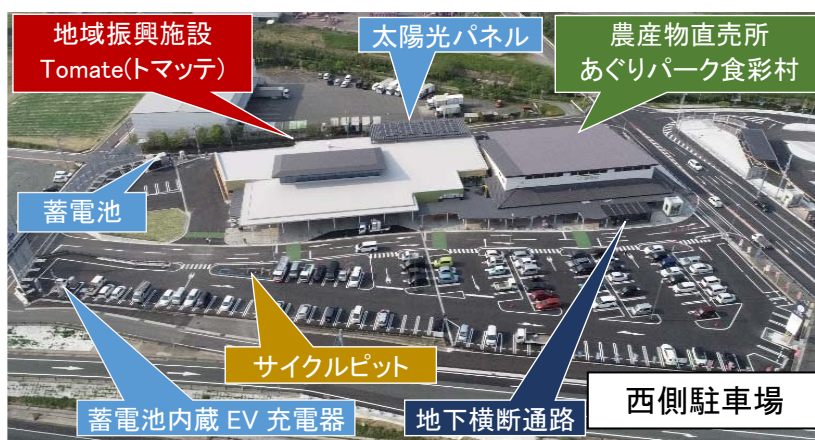 地域振興施設
Tomate(トマッテ)
太陽光パネル
農産物直売所
あぐりパーク食彩村
蓄電池
サイクルピット
蓄電池内蔵 EV 充電器
地下横断通路
西側駐車場